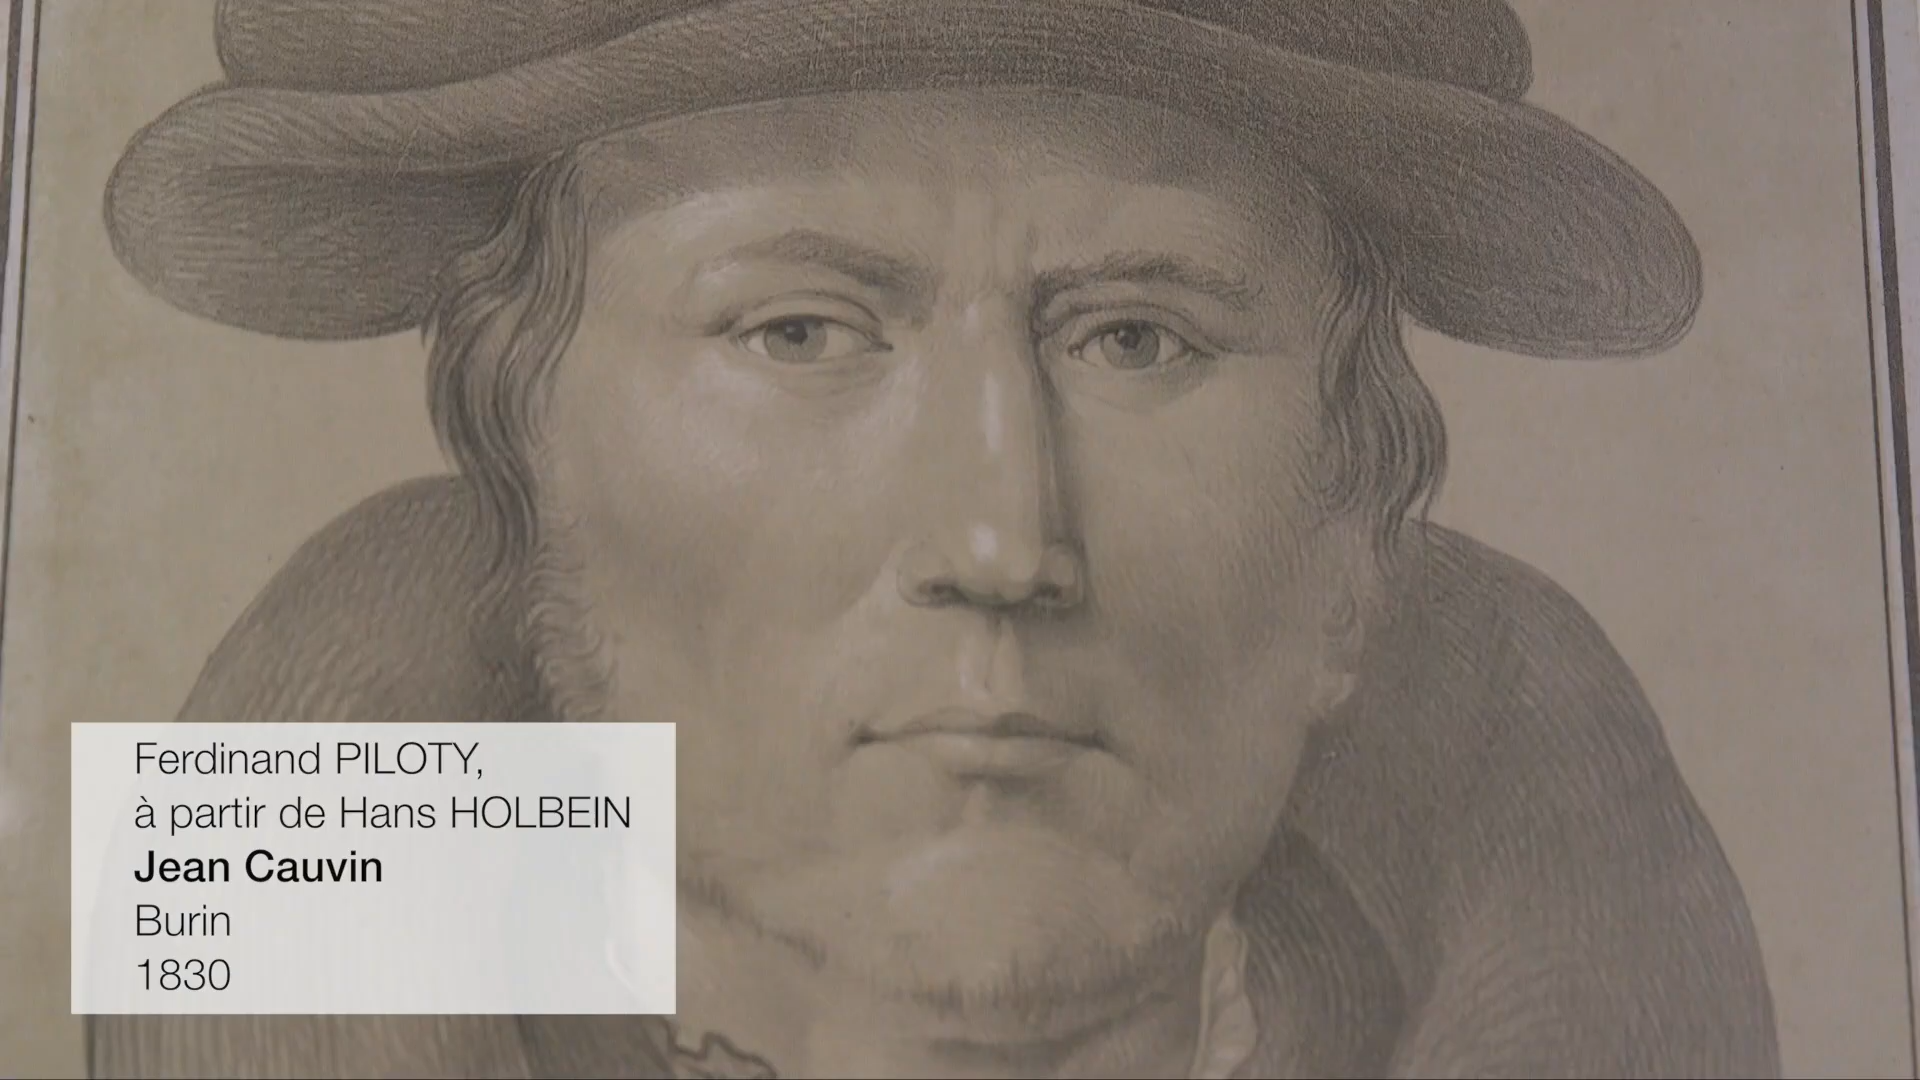 Ferdinand PILOTY,
à partir de Hans HOLBEIN
Jean Cauvin
Burin
1830